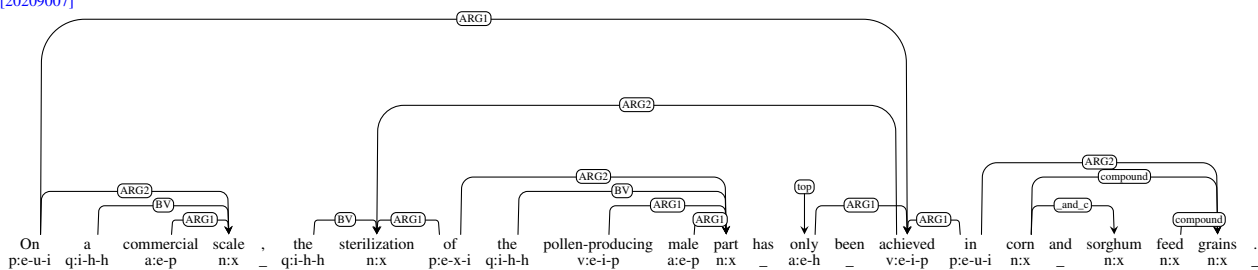 [20209007]
ARG1
ARG2
ARG2
ARG2 ARG2 compound
top
ARG2 BV
BV ARG1 ARG1 _and_c
ARG1 BV ARG1 ARG1 ARG1 compound
On a commercial scale , the sterilization of the pollen-producing male part has only been achieved in corn and sorghum feed grains .
p:e-u-i q:i-h-h a:e-p n:x _ q:i-h-h n:x p:e-x-i q:i-h-h v:e-i-p a:e-p n:x _ a:e-h _ v:e-i-p p:e-u-i n:x _ n:x n:x n:x _